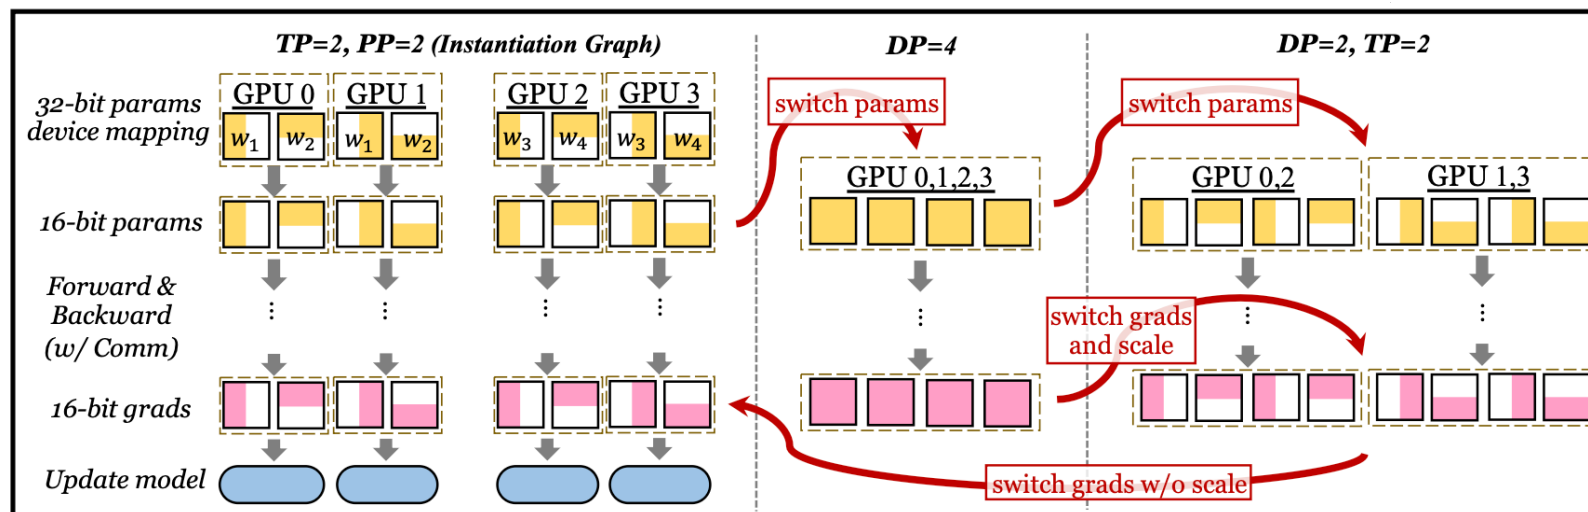 TP=2, PP=2 (Instantiation Graph)
DP=4
DP=2, TP=2
32-bit params
device mapping
GPU 0
GPU 1
GPU 2
GPU 3
w1 w2 w1 w2 w3 w4 w3 w4
switch params
switch params
GPU 0,1,2,3
GPU 0,2
GPU 1,3
16-bit params
Forward &
Backward
(w/ Comm)
⋮ ⋮ ⋮ ⋮ ⋮ ⋮ ⋮
switch grads
and scale
16-bit grads
Update model
switch grads w/o scale